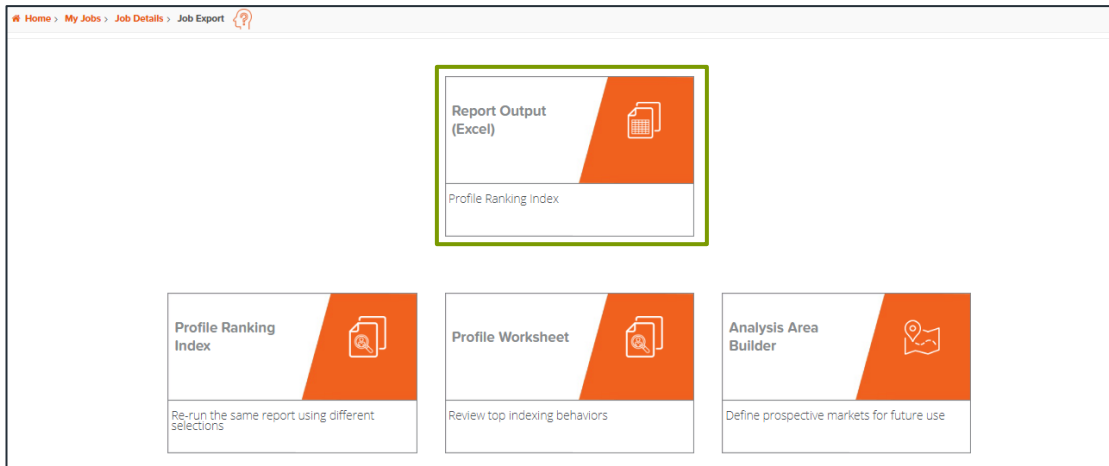 Home > My Jobs > Job Details > Job Export
Report Output
(Excel)
Profile Ranking Index
Profile Ranking
Index
Re-run the same report using different
selections
Profile Worksheet
Review top indexing behaviors
Analysis Area
Builder
Define prospective markets for future use